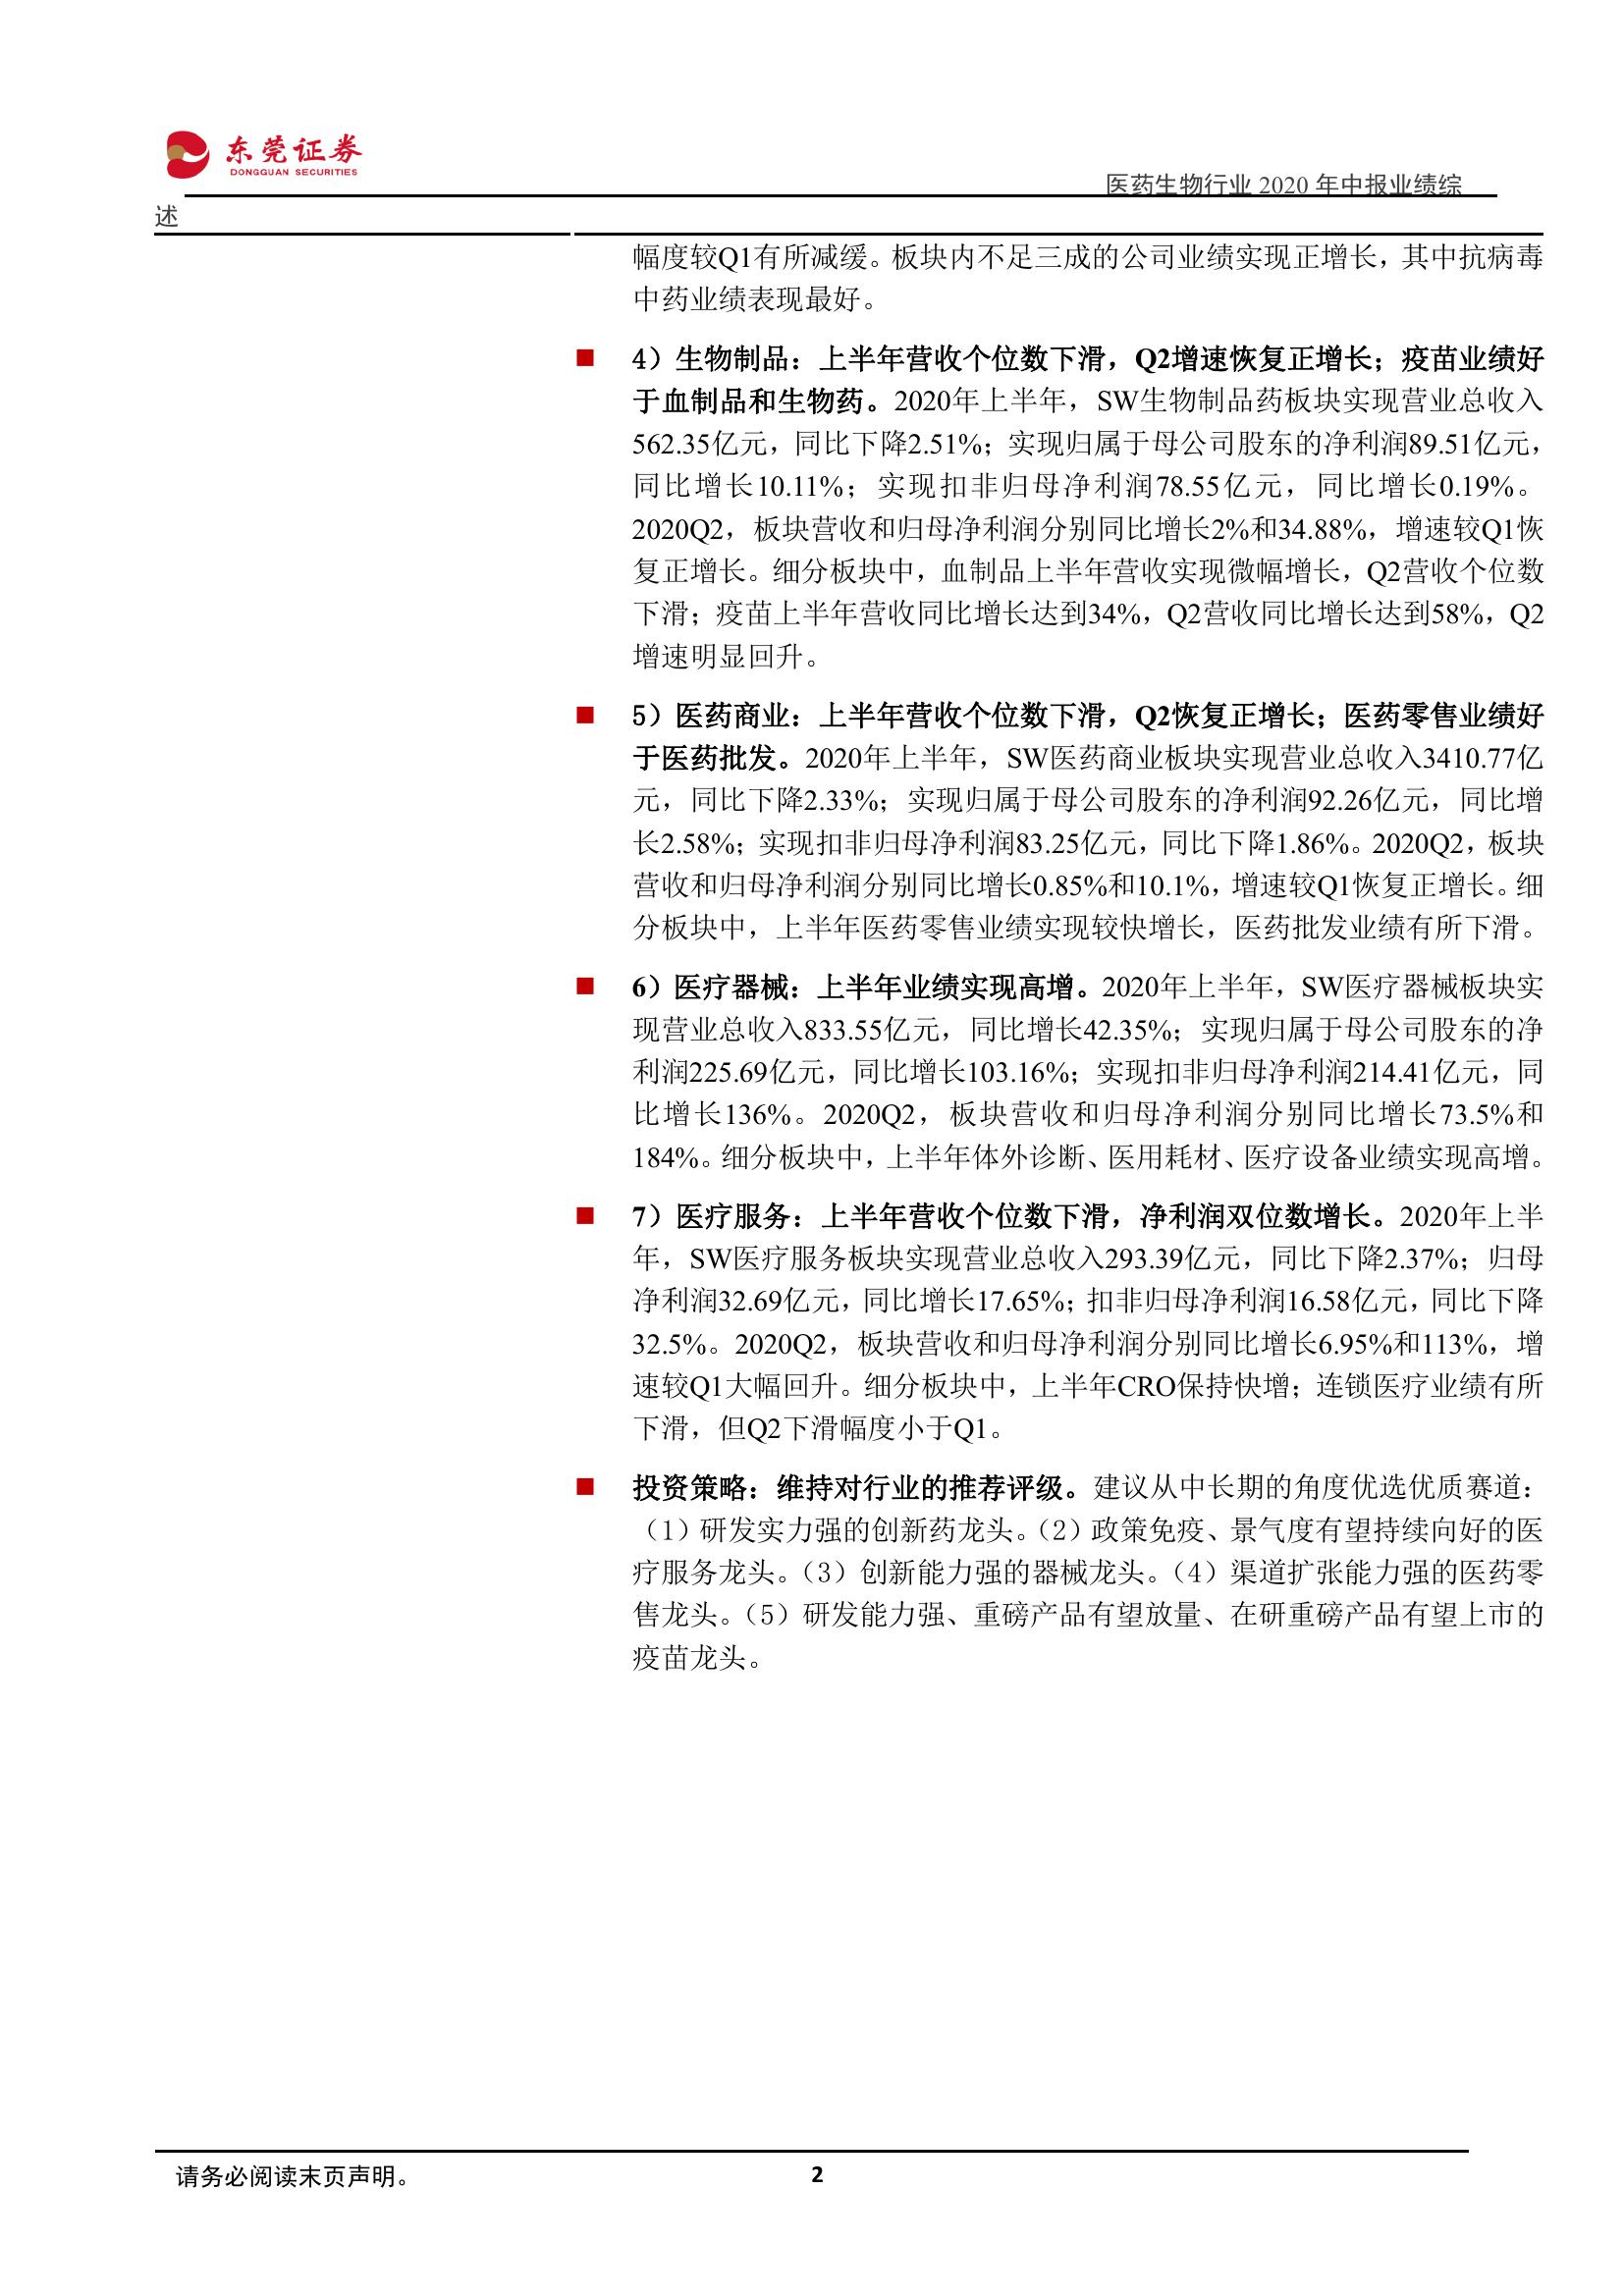 东莞证券
DONGGUAN SECURITIES
医药生物行业 2020 年中报业绩综
述
幅度较Q1有所减缓。板块内不足三成的公司业绩实现正增长，其中抗病毒
中药业绩表现最好。
4）生物制品：上半年营收个位数下滑，Q2增速恢复正增长；疫苗业绩好
于血制品和生物药。2020年上半年，SW生物制品药板块实现营业总收入
562.35亿元，同比下降2.51%；实现归属于母公司股东的净利润89.51亿元，
同比增长10.11%；实现扣非归母净利润78.55亿元，同比增长0.19%。
2020Q2，板块营收和归母净利润分别同比增长2%和34.88%，增速较Q1恢
复正增长。细分板块中，血制品上半年营收实现微幅增长，Q2营收个位数
下滑；疫苗上半年营收同比增长达到34%，Q2营收同比增长达到58%，Q2
增速明显回升。
5）医药商业：上半年营收个位数下滑，Q2恢复正增长；医药零售业绩好
于医药批发。2020年上半年，SW医药商业板块实现营业总收入3410.77亿
元，同比下降2.33%；实现归属于母公司股东的净利润92.26亿元，同比增
长2.58%；实现扣非归母净利润83.25亿元，同比下降1.86%。2020Q2，板块
营收和归母净利润分别同比增长0.85%和10.1%，增速较Q1恢复正增长。细
分板块中，上半年医药零售业绩实现较快增长，医药批发业绩有所下滑。
6）医疗器械：上半年业绩实现高增。2020年上半年，SW医疗器械板块实
现营业总收入833.55亿元，同比增长42.35%；实现归属于母公司股东的净
利润225.69亿元，同比增长103.16%；实现扣非归母净利润214.41亿元，同
比增长136%。2020Q2，板块营收和归母净利润分别同比增长73.5%和
184%。细分板块中，上半年体外诊断、医用耗材、医疗设备业绩实现高增。
7）医疗服务：上半年营收个位数下滑，净利润双位数增长。2020年上半
年，SW医疗服务板块实现营业总收入293.39亿元，同比下降2.37%；归母
净利润32.69亿元，同比增长17.65%；扣非归母净利润16.58亿元，同比下降
32.5%。2020Q2，板块营收和归母净利润分别同比增长6.95%和113%，增
速较Q1大幅回升。细分板块中，上半年CRO保持快增；连锁医疗业绩有所
下滑，但Q2下滑幅度小于Q1。
投资策略：维持对行业的推荐评级。建议从中长期的角度优选优质赛道：
（1）研发实力强的创新药龙头。（2）政策免疫、景气度有望持续向好的医
疗服务龙头。（3）创新能力强的器械龙头。（4）渠道扩张能力强的医药零
售龙头。（5）研发能力强、重磅产品有望放量、在研重磅产品有望上市的
疫苗龙头。
请务必阅读末页声明。
2